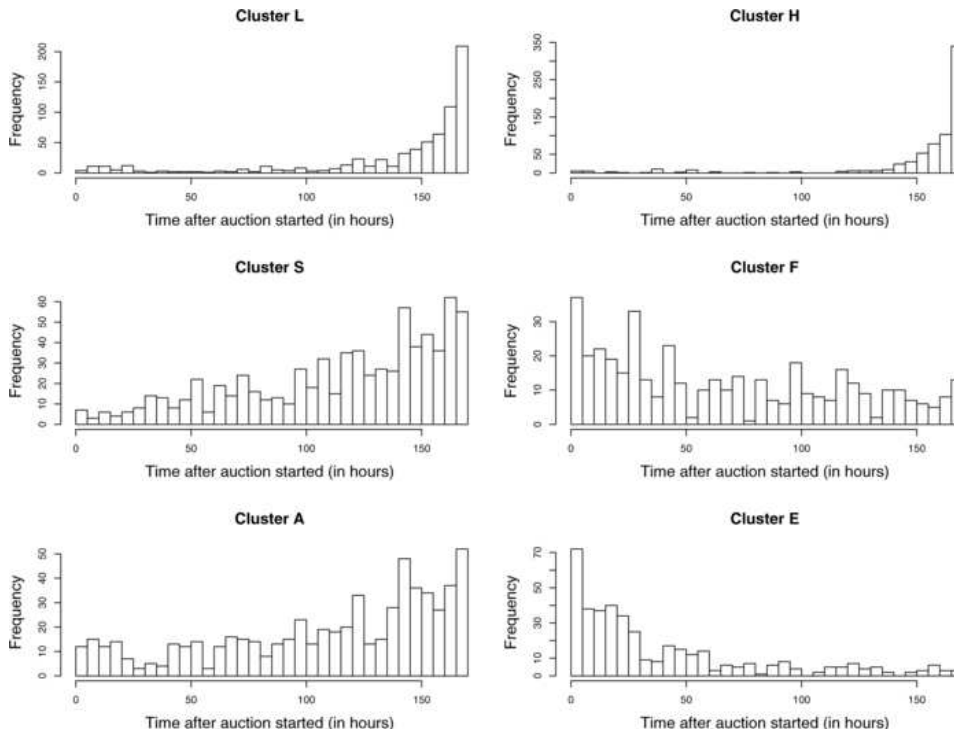 Cluster L
Frequency
0 50 100 150 200
0 50 100 150
Time after auction started (in hours)
Cluster H
Frequency
0 50 150 250 350
0 50 100 150
Time after auction started (in hours)
Cluster S
Frequency
0 10 20 30 40 50 60
0 50 100 150
Time after auction started (in hours)
Cluster F
Frequency
0 10 20 30
0 50 100 150
Time after auction started (in hours)
Cluster A
Frequency
0 10 20 30 40 50
0 50 100 150
Time after auction started (in hours)
Cluster E
Frequency
0 10 30 50 70
0 50 100 150
Time after auction started (in hours)